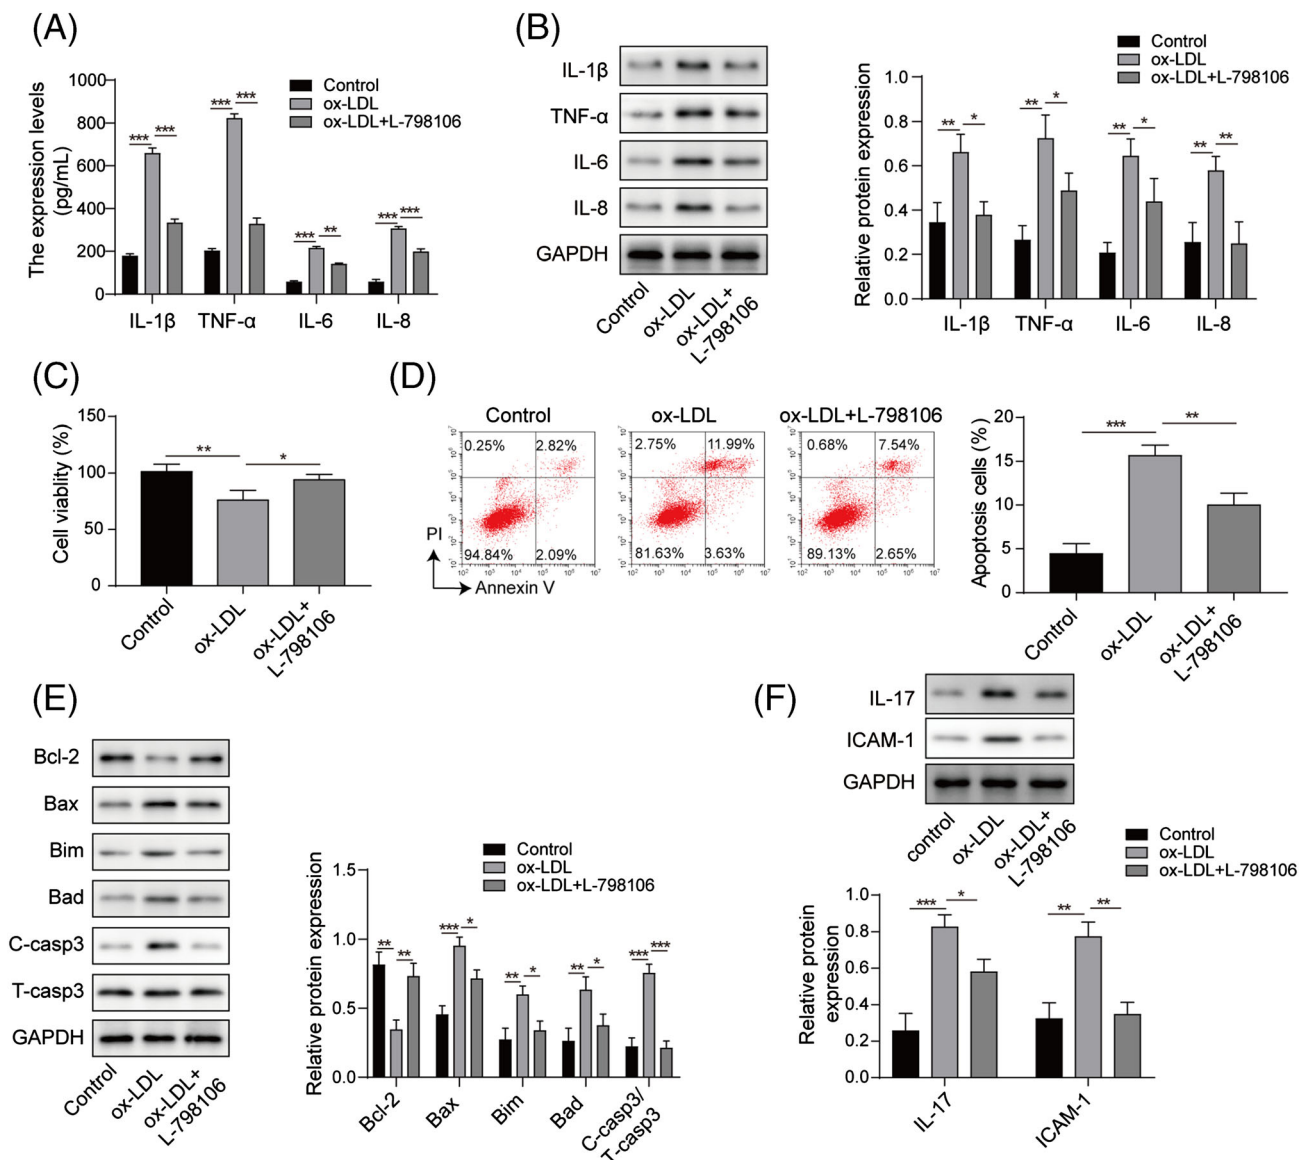 (A)
The expression levels
(pg/mL)
1000
800
600
400
200
0
Control
ox-LDL
ox-LDL+L-798106
*** *** *** *** *** ** *** ***
IL-1β TNF-α IL-6 IL-8
(B)
IL-1β
TNF-α
IL-6
IL-8
GAPDH
Control
ox-LDL
ox-LDL+
L-798106
Relative protein expression
1.0
0.8
0.6
0.4
0.2
0.0
Control
ox-LDL
ox-LDL+L-798106
** * ** * ** * ** **
IL-1β TNF-α IL-6 IL-8
(C)
Cell viablity (%)
150
100
50
0
** *
Control
ox-LDL
ox-LDL+
L-798106
(D)
Control ox-LDL ox-LDL+L-798106
0.25% 2.82% 2.75% 11.99% 0.68% 7.54%
94.84% 2.09% 81.63% 3.63% 89.13% 2.65%
PI
Annexin V
Apoptosis cells (%)
20
15
10
5
0
*** **
Control
ox-LDL
ox-LDL+
L-798106
(E)
Bcl-2
Bax
Bim
Bad
C-casp3
T-casp3
GAPDH
Control
ox-LDL
ox-LDL+
L-798106
Relative protein expression
1.5
1.0
0.5
0.0
Control
ox-LDL
ox-LDL+L-798106
** ** *** * ** * ** * *** ***
Bcl-2
Bax
Bim
Bad
C-casp3/
T-casp3
(F)
IL-17
ICAM-1
GAPDH
control
ox-LDL
ox-LDL+
L-798106
Control
ox-LDL
ox-LDL+L-798106
Relative protein
expression
0.8
0.6
0.4
0.2
0.0
*** * ** **
IL-17
ICAM-1